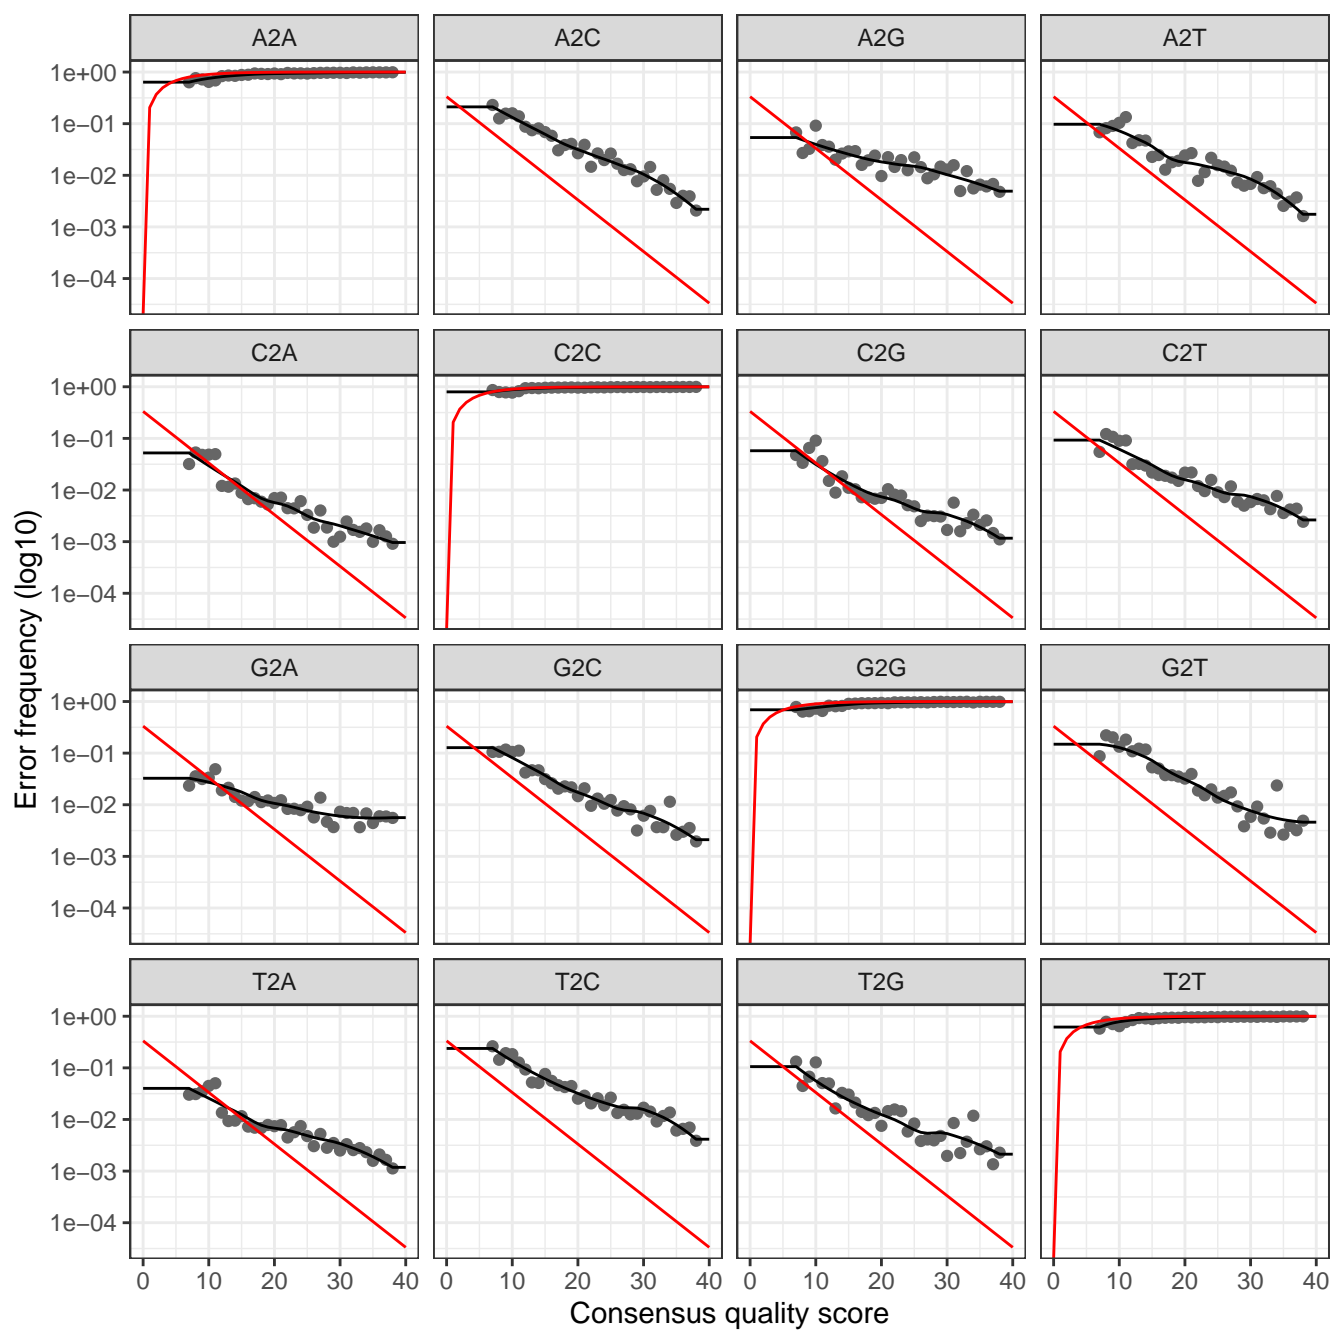 A2A A2C A2G A2T
1e+00
1e−01
1e−02
1e−03
1e−04
C2A C2C C2G C2T
1e+00
1e−01
1e−02
1e−03
1e−04
G2A G2C G2G G2T
1e+00
1e−01
1e−02
1e−03
1e−04
T2A T2C T2G T2T
1e+00
1e−01
1e−02
1e−03
1e−04
0 10 20 30 40 0 10 20 30 40 0 10 20 30 40 0 10 20 30 40
Consensus quality score
Error frequency (log10)